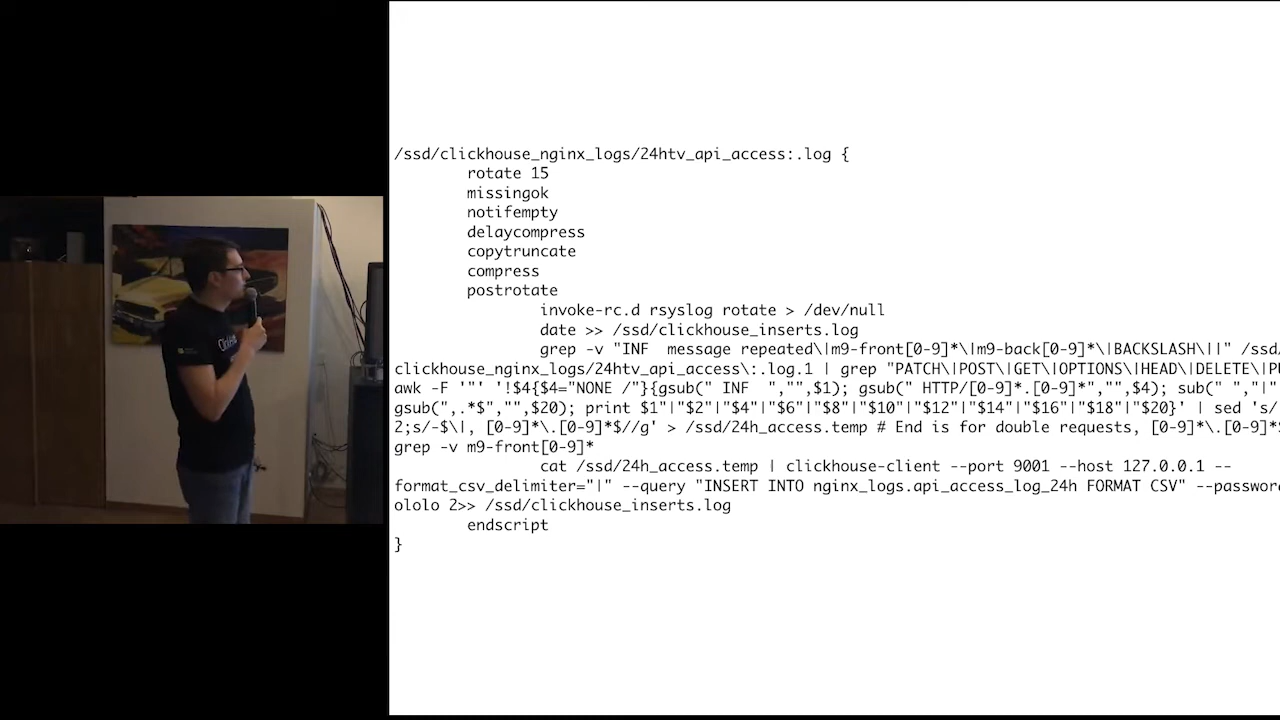 /ssd/clickhouse_nginx_logs/24htv_api_access:.log {
rotate 15
missingok
notifempty
delaycompress
copytruncate
compress
postrotate
invoke-rc.d rsyslog rotate > /dev/null
date >> /ssd/clickhouse_inserts.log
grep -v "INF  message repeated\|m9-front[0-9]*\|m9-back[0-9]*\|BACKSLASH\||" /ssd/
clickhouse_nginx_logs/24htv_api_access\:.log.1 | grep "PATCH\|POST\|GET\|OPTIONS\|HEAD\|DELETE\|PU
awk -F '"' '!$4{$4="NONE /"}{gsub(" INF  ","",$1); gsub(" HTTP/[0-9]*.[0-9]*","",$4); sub(" ","|"
gsub(",.*$","",$20); print $1"|"$2"|"$4"|"$6"|"$8"|"$10"|"$12"|"$14"|"$16"|"$18"|"$20}' | sed 's/
2;s/-$\|, [0-9]*\.[0-9]*$//g' > /ssd/24h_access.temp # End is for double requests, [0-9]*\.[0-9]*$
grep -v m9-front[0-9]*
cat /ssd/24h_access.temp | clickhouse-client --port 9001 --host 127.0.0.1 --
format_csv_delimiter="|" --query "INSERT INTO nginx_logs.api_access_log_24h FORMAT CSV" --password
ololo 2>> /ssd/clickhouse_inserts.log
endscript
}